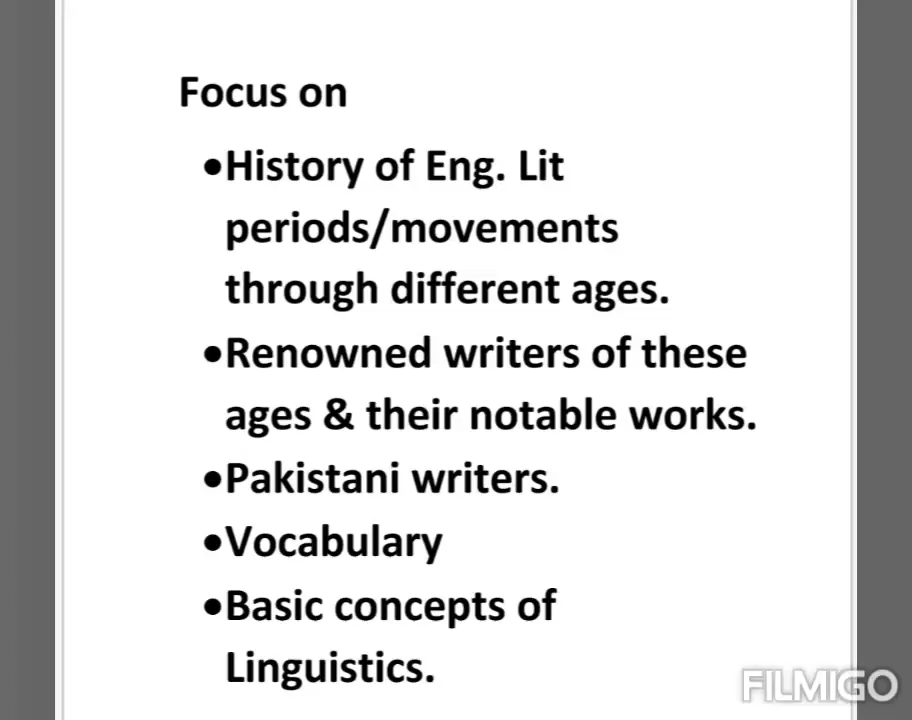 Focus on
•History of Eng. Lit
periods/movements
through different ages.
•Renowned writers of these
ages & their notable works.
•Pakistani writers.
•Vocabulary
•Basic concepts of
Linguistics.
FILMIGO